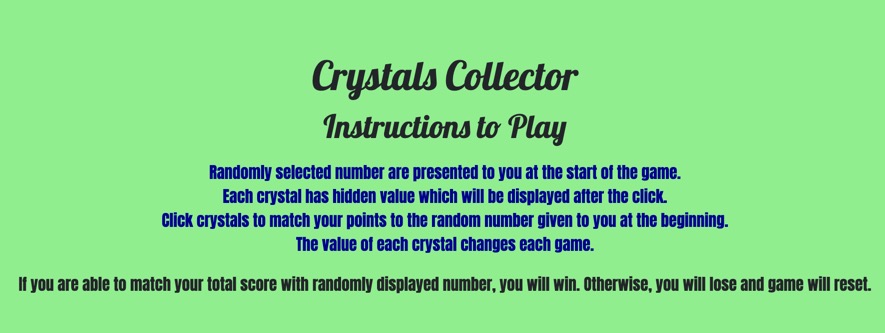 Crystals Collector
Instructions to Play
Randomly selected number are presented to you at the start of the game.
Each crystal has hidden value which will be displayed after the click.
Click crystals to match your points to the random number given to you at the beginning.
The value of each crystal changes each game.
If you are able to match your total score with randomly displayed number, you will win. Otherwise, you will lose and game will reset.